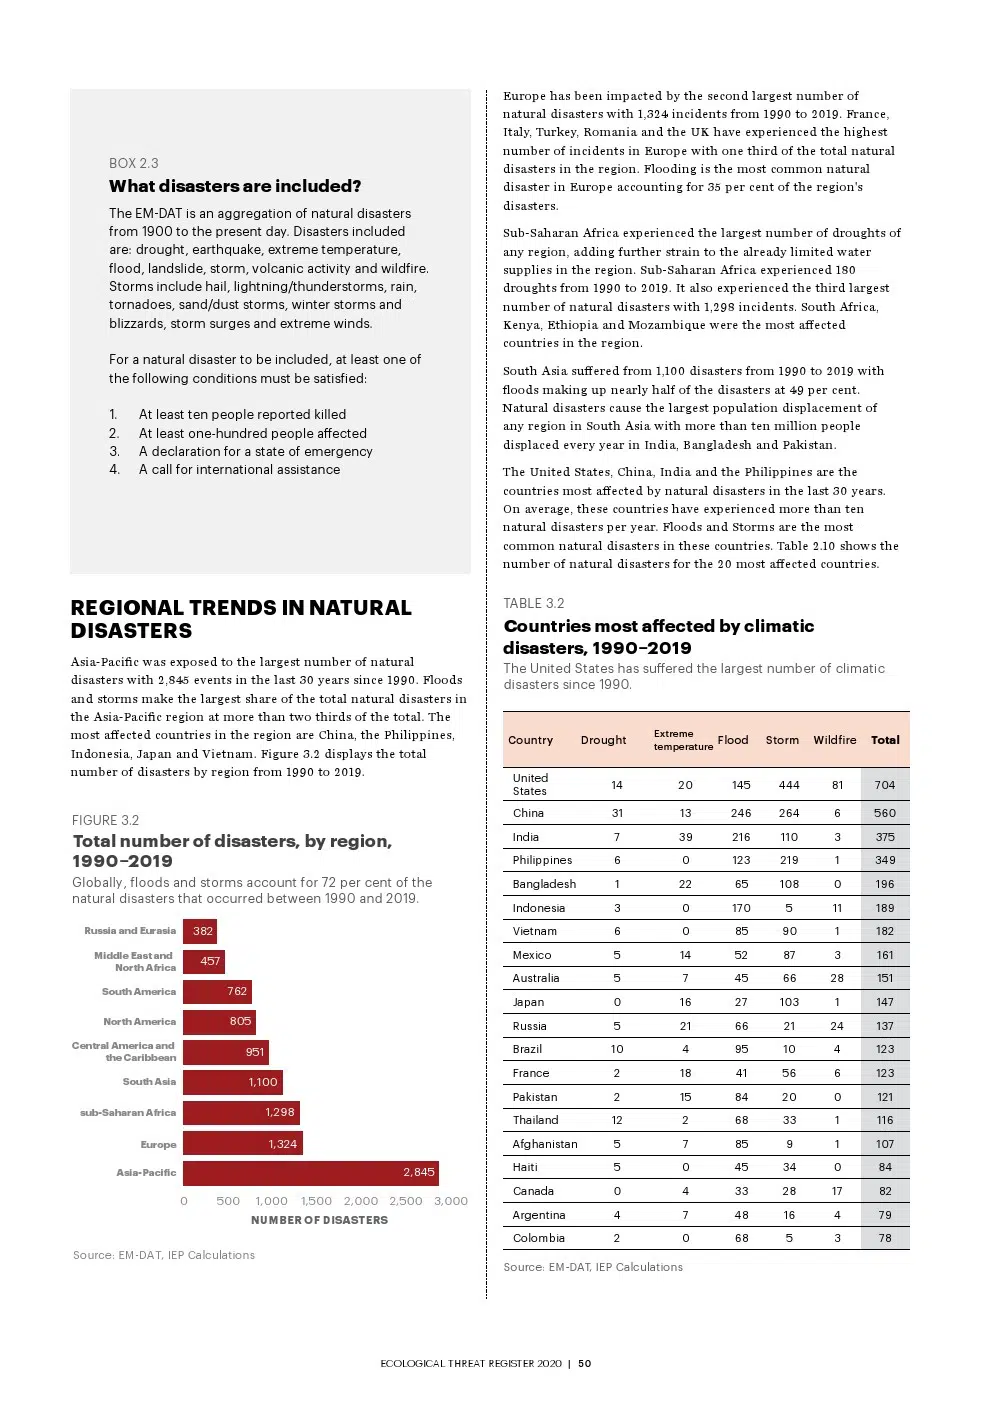 BOX 2.3
What disasters are included?
The EM-DAT is an aggregation of natural disasters
from 1900 to the present day. Disasters included
are: drought, earthquake, extreme temperature,
flood, landslide, storm, volcanic activity and wildfire.
Storms include hail, lightning/thunderstorms, rain,
tornadoes, sand/dust storms, winter storms and
blizzards, storm surges and extreme winds.
For a natural disaster to be included, at least one of
the following conditions must be satisfied:
1. At least ten people reported killed
2. At least one-hundred people affected
3. A declaration for a state of emergency
4. A call for international assistance
REGIONAL TRENDS IN NATURAL
DISASTERS
Asia-Pacific was exposed to the largest number of natural
disasters with 2,845 events in the last 30 years since 1990. Floods
and storms make the largest share of the total natural disasters in
the Asia-Pacific region at more than two thirds of the total. The
most affected countries in the region are China, the Philippines,
Indonesia, Japan and Vietnam. Figure 3.2 displays the total
number of disasters by region from 1990 to 2019.
FIGURE 3.2
Total number of disasters, by region,
1990–2019
Globally, floods and storms account for 72 per cent of the
natural disasters that occurred between 1990 and 2019.
Russia and Eurasia 382
Middle East and
North Africa 457
South America 762
North America 805
Central America and
the Caribbean 951
South Asia 1,100
sub-Saharan Africa 1,298
Europe 1,324
Asia-Pacific 2,845
0 500 1,000 1,500 2,000 2,500 3,000
NUMBER OF DISASTERS
Source: EM-DAT, IEP Calculations
Europe has been impacted by the second largest number of
natural disasters with 1,324 incidents from 1990 to 2019. France,
Italy, Turkey, Romania and the UK have experienced the highest
number of incidents in Europe with one third of the total natural
disasters in the region. Flooding is the most common natural
disaster in Europe accounting for 35 per cent of the region's
disasters.
Sub-Saharan Africa experienced the largest number of droughts of
any region, adding further strain to the already limited water
supplies in the region. Sub-Saharan Africa experienced 180
droughts from 1990 to 2019. It also experienced the third largest
number of natural disasters with 1,298 incidents. South Africa,
Kenya, Ethiopia and Mozambique were the most affected
countries in the region.
South Asia suffered from 1,100 disasters from 1990 to 2019 with
floods making up nearly half of the disasters at 49 per cent.
Natural disasters cause the largest population displacement of
any region in South Asia with more than ten million people
displaced every year in India, Bangladesh and Pakistan.
The United States, China, India and the Philippines are the
countries most affected by natural disasters in the last 30 years.
On average, these countries have experienced more than ten
natural disasters per year. Floods and Storms are the most
common natural disasters in these countries. Table 2.10 shows the
number of natural disasters for the 20 most affected countries.
TABLE 3.2
Countries most affected by climatic
disasters, 1990–2019
The United States has suffered the largest number of climatic
disasters since 1990.
Country Drought Extreme temperature Flood Storm Wildfire Total
United States 14 20 145 444 81 704
China 31 13 246 264 6 560
India 7 39 216 110 3 375
Philippines 6 0 123 219 1 349
Bangladesh 1 22 65 108 0 196
Indonesia 3 0 170 5 11 189
Vietnam 6 0 85 90 1 182
Mexico 5 14 52 87 3 161
Australia 5 7 45 66 28 151
Japan 0 16 27 103 1 147
Russia 5 21 66 21 24 137
Brazil 10 4 95 10 4 123
France 2 18 41 56 6 123
Pakistan 2 15 84 20 0 121
Thailand 12 2 68 33 1 116
Afghanistan 5 7 85 9 1 107
Haiti 5 0 45 34 0 84
Canada 0 4 33 28 17 82
Argentina 4 7 48 16 4 79
Colombia 2 0 68 5 3 78
Source: EM-DAT, IEP Calculations
ECOLOGICAL THREAT REGISTER 2020 | 50